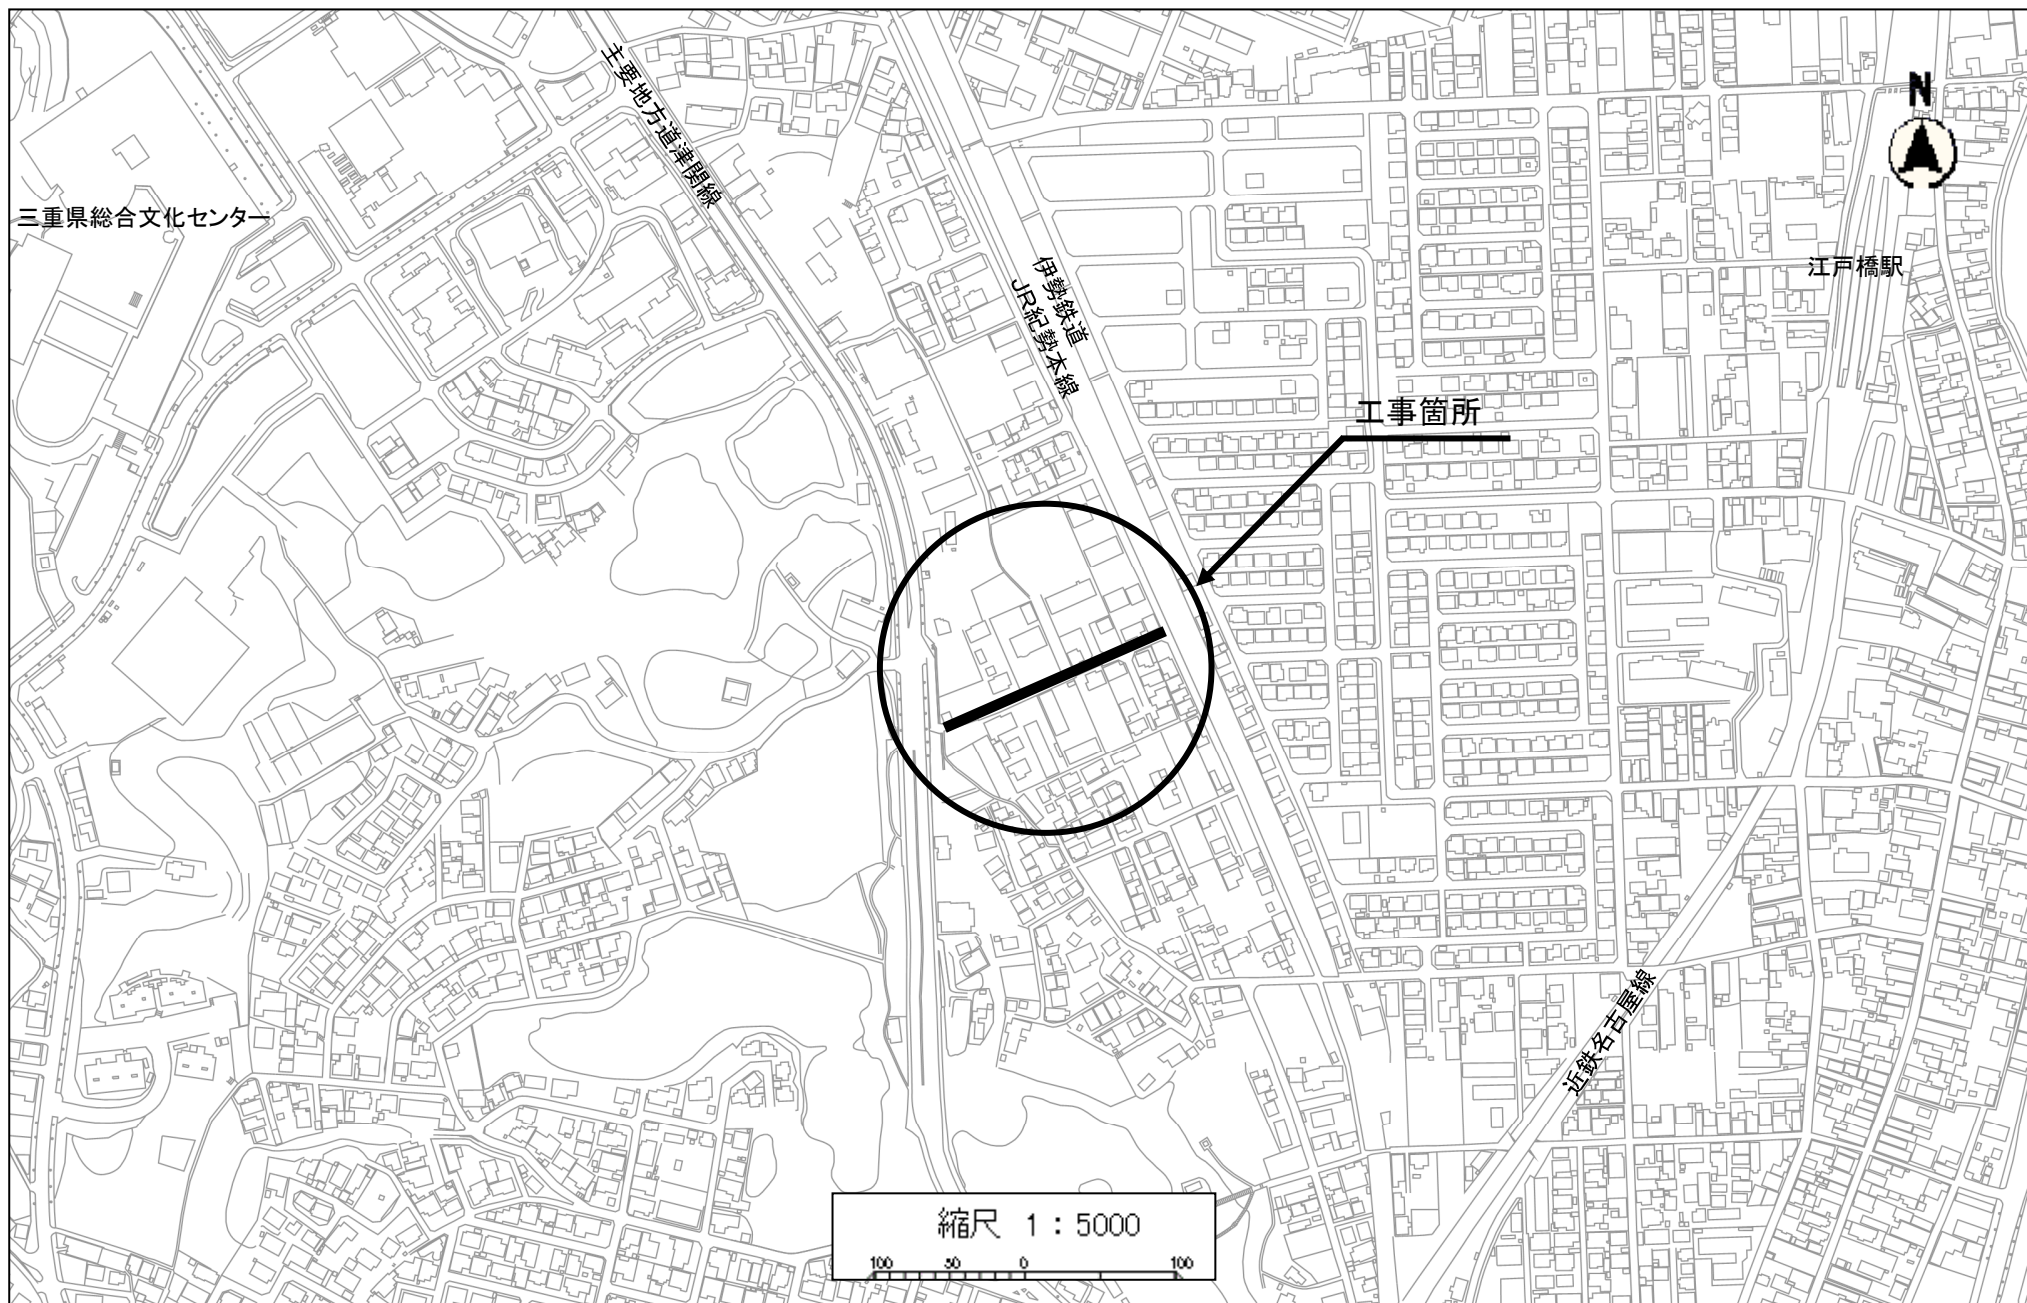 主要地方道津関線
N
三重県総合文化センター
伊勢鉄道
JR紀勢本線
江戸橋駅
工事箇所
近鉄名古屋線
縮尺 1:5000
100 50 0 100